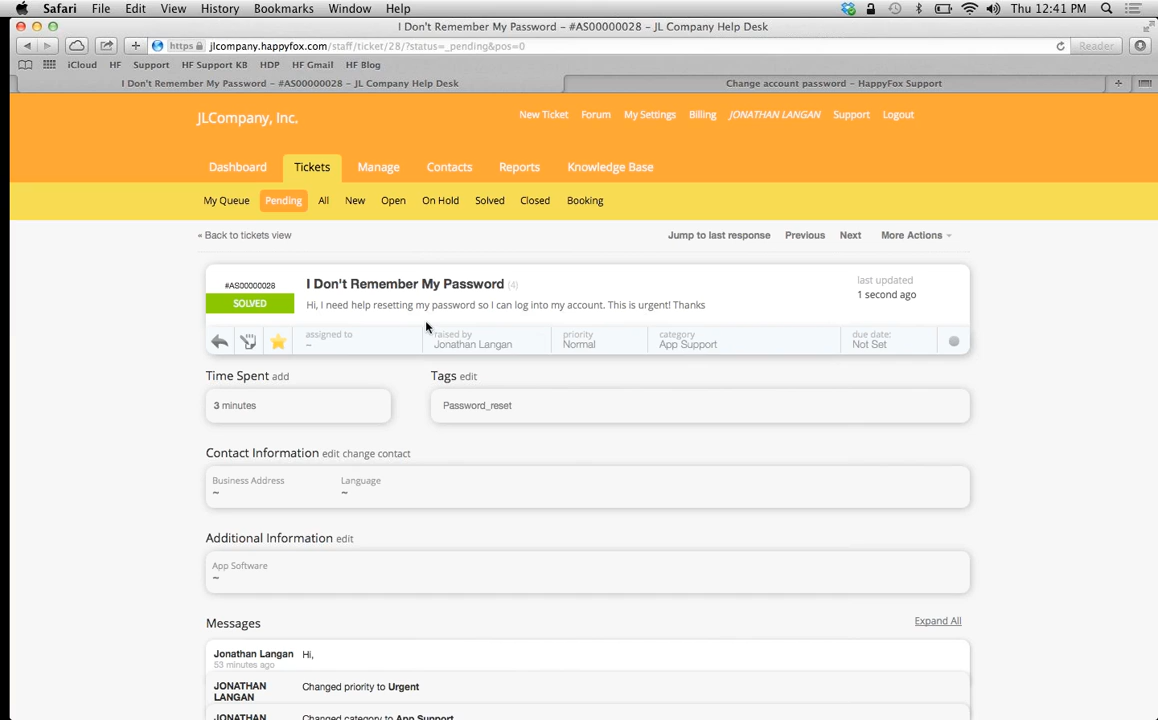 Safari File Edit View History Bookmarks Window Help Thu 12:41 PM
I Don't Remember My Password – #AS00000028 – JL Company Help Desk
https jlcompany.happyfox.com/staff/ticket/28/?status=_pending&pos=0 Reader
iCloud HF Support HF Support KB HDP HF Gmail HF Blog
I Don't Remember My Password – #AS00000028 – JL Company Help Desk Change account password – HappyFox Support
JLCompany, Inc. New Ticket Forum My Settings Billing JONATHAN LANGAN Support Logout
Dashboard Tickets Manage Contacts Reports Knowledge Base
My Queue Pending All New Open On Hold Solved Closed Booking
« Back to tickets view Jump to last response Previous Next More Actions
#AS00000028 I Don't Remember My Password (4) last updated
SOLVED Hi, I need help resetting my password so I can log into my account. This is urgent! Thanks 1 second ago
assigned to raised by priority category due date:
– Jonathan Langan Normal App Support Not Set
Time Spent add Tags edit
3 minutes Password_reset
Contact Information edit change contact
Business Address Language
~ ~
Additional Information edit
App Software
~
Messages Expand All
Jonathan Langan Hi,
53 minutes ago
JONATHAN LANGAN Changed priority to Urgent
JONATHAN Changed category to App Support